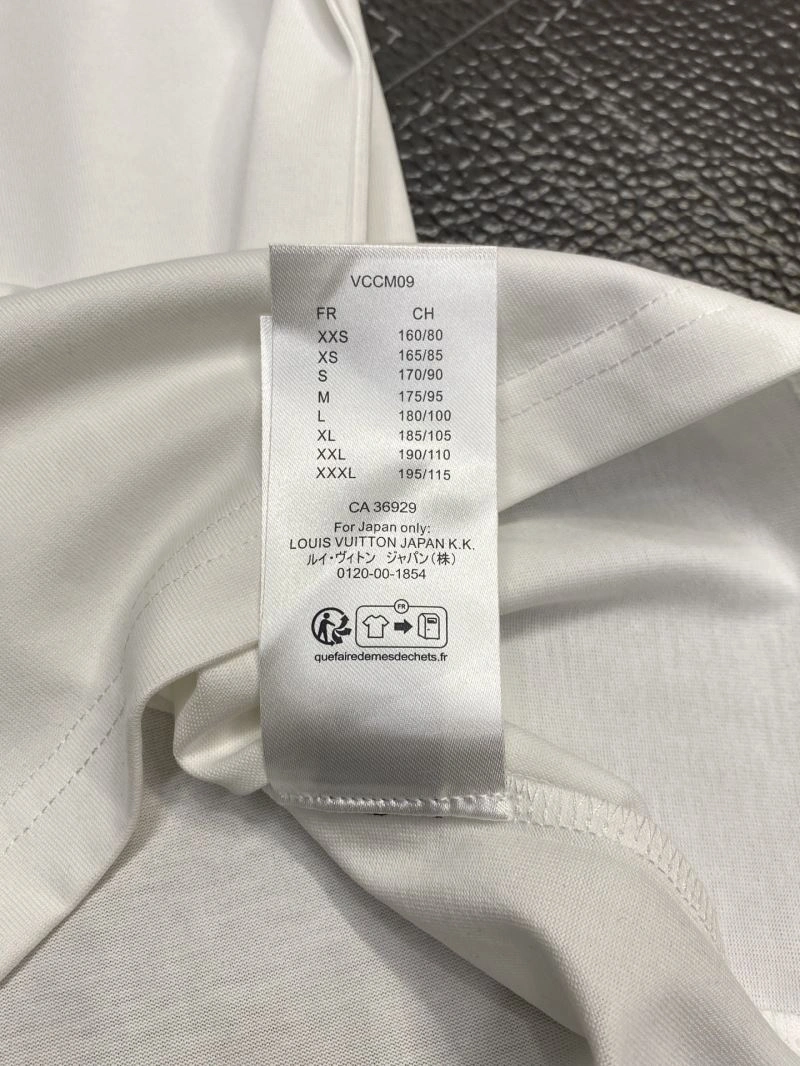 VCCM09
FR CH
XXS 160/80
XS 165/85
S 170/90
M 175/95
L 180/100
XL 185/105
XXL 190/110
XXXL 195/115
CA 36929
For Japan only:
LOUIS VUITTON JAPAN K.K.
ルイ・ヴィトン ジャパン(株)
0120-00-1854
FR
quefairedemesdechets.fr